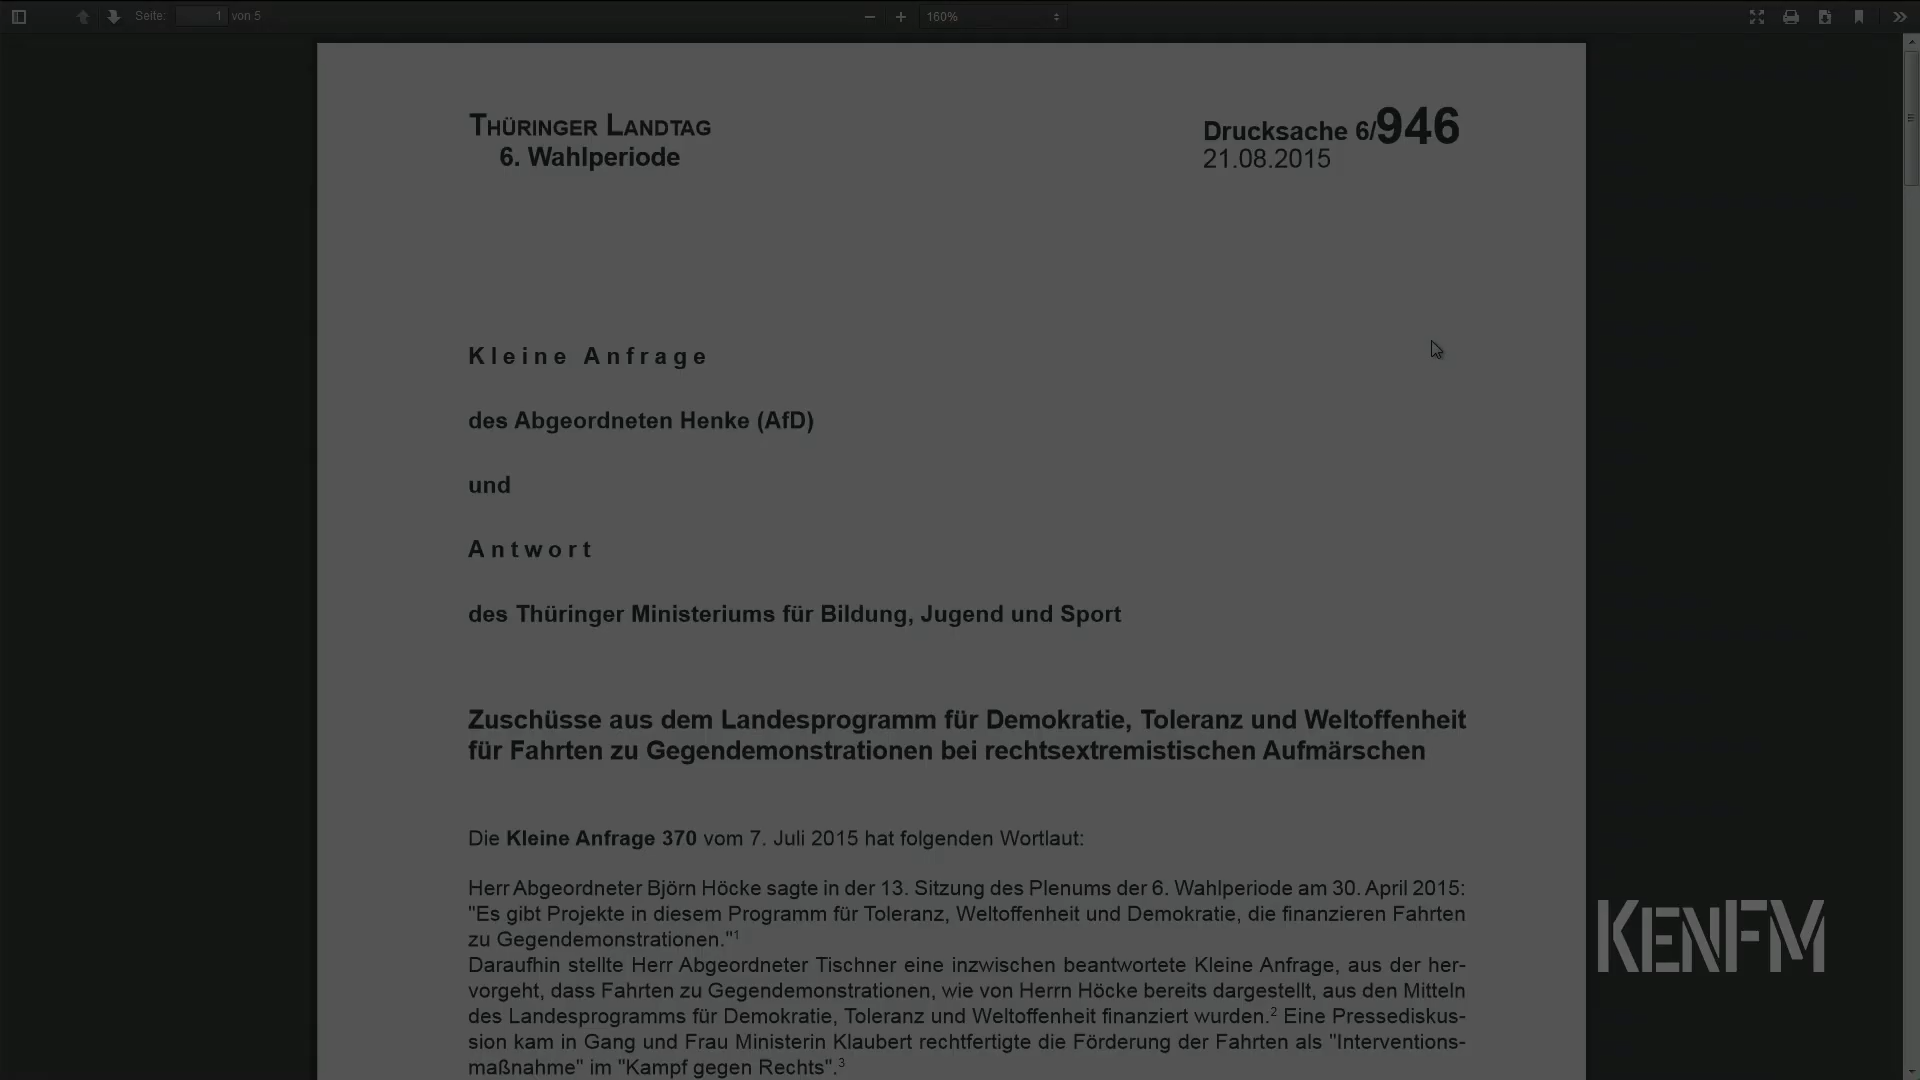 Seite: 1 von 5
160%
THÜRINGER LANDTAG
6. Wahlperiode
Drucksache 6/946
21.08.2015
Kleine Anfrage
des Abgeordneten Henke (AfD)
und
Antwort
des Thüringer Ministeriums für Bildung, Jugend und Sport
Zuschüsse aus dem Landesprogramm für Demokratie, Toleranz und Weltoffenheit
für Fahrten zu Gegendemonstrationen bei rechtsextremistischen Aufmärschen
Die Kleine Anfrage 370 vom 7. Juli 2015 hat folgenden Wortlaut:
Herr Abgeordneter Björn Höcke sagte in der 13. Sitzung des Plenums der 6. Wahlperiode am 30. April 2015:
"Es gibt Projekte in diesem Programm für Toleranz, Weltoffenheit und Demokratie, die finanzieren Fahrten
zu Gegendemonstrationen."1
Daraufhin stellte Herr Abgeordneter Tischner eine inzwischen beantwortete Kleine Anfrage, aus der her-
vorgeht, dass Fahrten zu Gegendemonstrationen, wie von Herrn Höcke bereits dargestellt, aus den Mitteln
des Landesprogramms für Demokratie, Toleranz und Weltoffenheit finanziert wurden.2 Eine Pressediskus-
sion kam in Gang und Frau Ministerin Klaubert rechtfertigte die Förderung der Fahrten als "Interventions-
maßnahme" im "Kampf gegen Rechts".3
KENFM